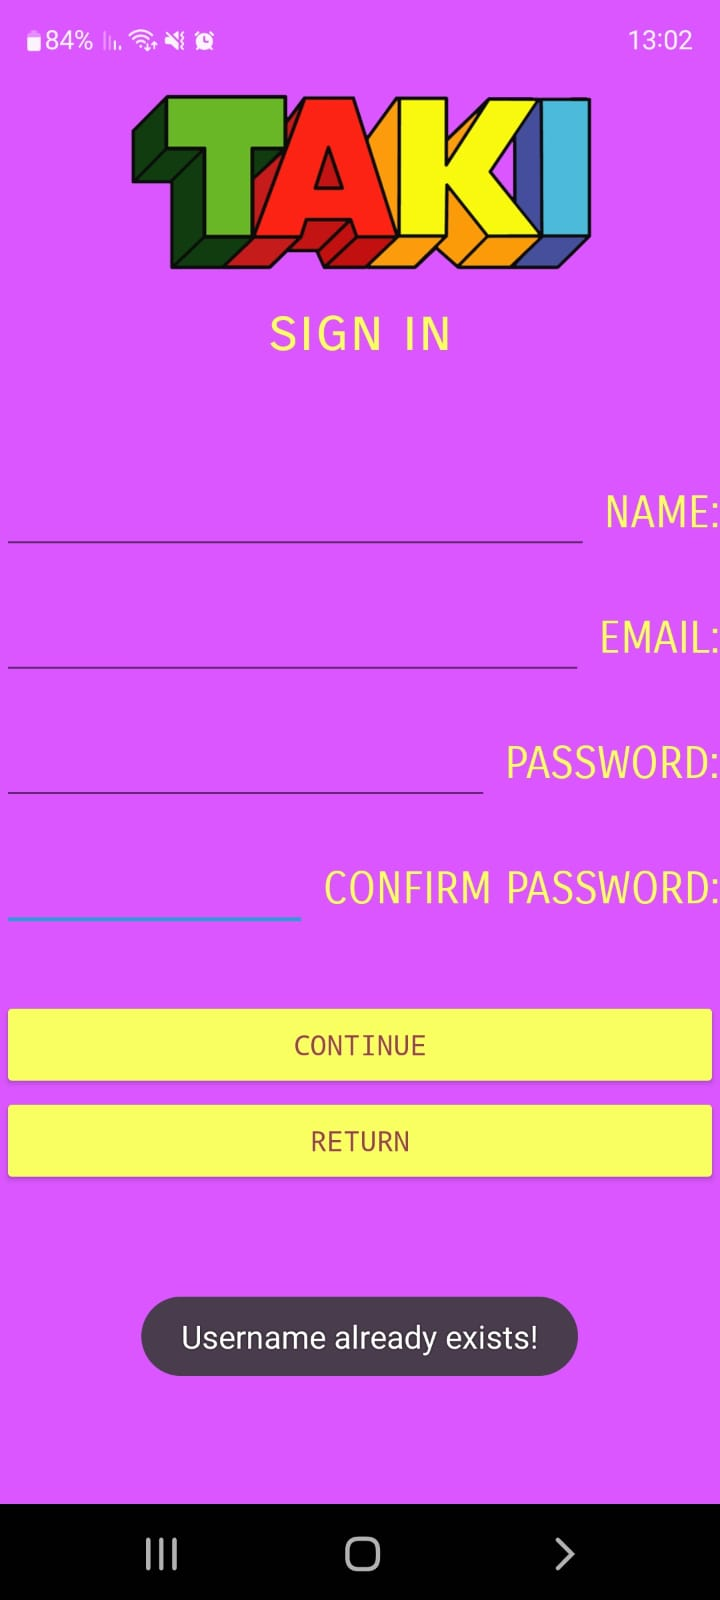 84%
13:02
TAKI
SIGN IN
NAME:
EMAIL:
PASSWORD:
CONFIRM PASSWORD:
CONTINUE
RETURN
Username already exists!